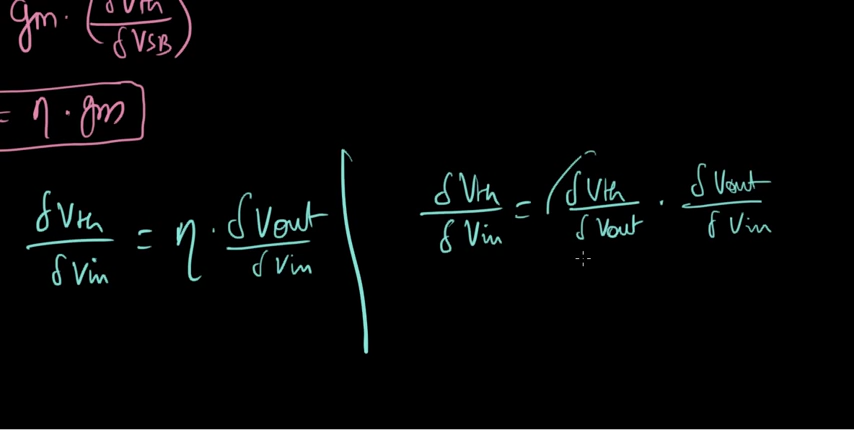 gm · (δVth / δVSB)
= η · gm
δVth / δVin = η · δVout / δVin
δVth / δVin = (δVth / δVout · δVout / δVin